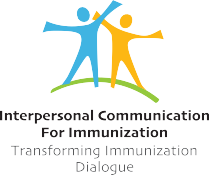 Interpersonal Communication
For Immunization
Transforming Immunization
Dialogue